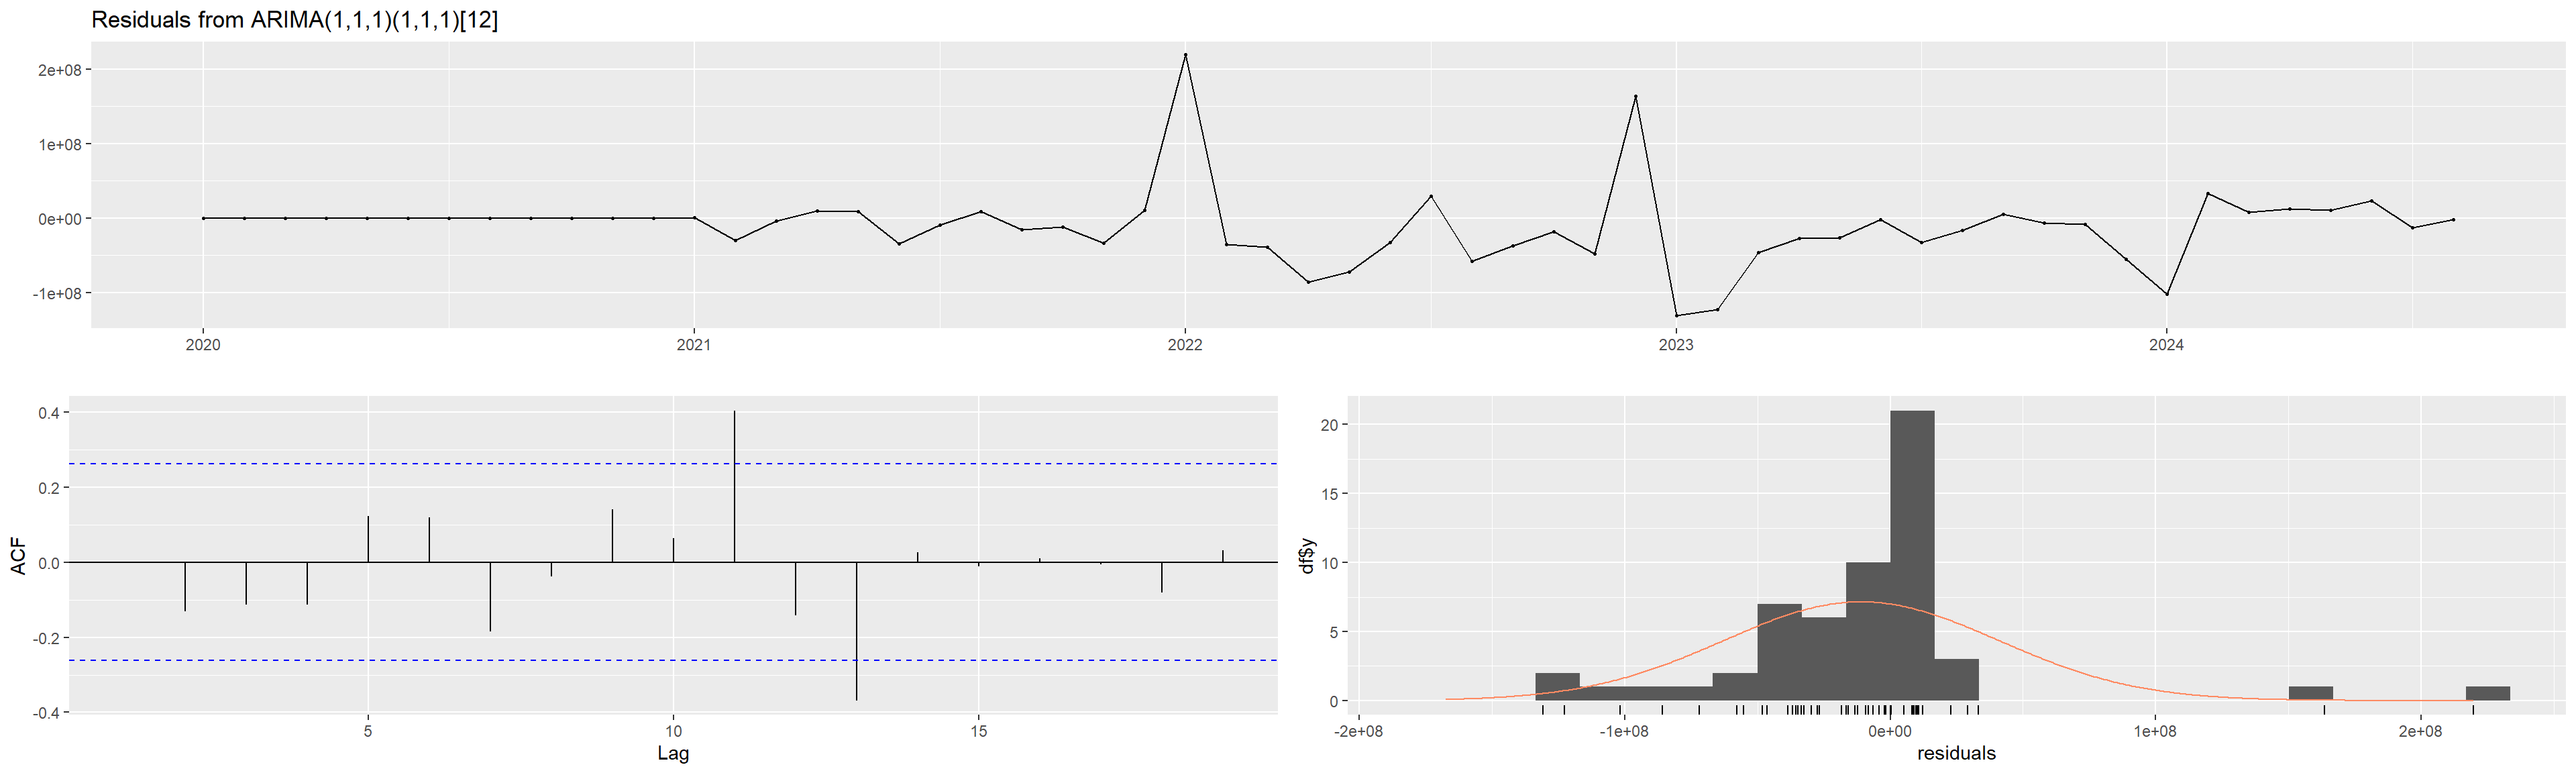 Residuals from ARIMA(1,1,1)(1,1,1)[12]
2e+08
1e+08
0e+00
-1e+08
2020 2021 2022 2023 2024
ACF
0.4
0.2
0.0
-0.2
-0.4
5 10 15
Lag
df$y
20
15
10
5
0
-2e+08 -1e+08 0e+00 1e+08 2e+08
residuals